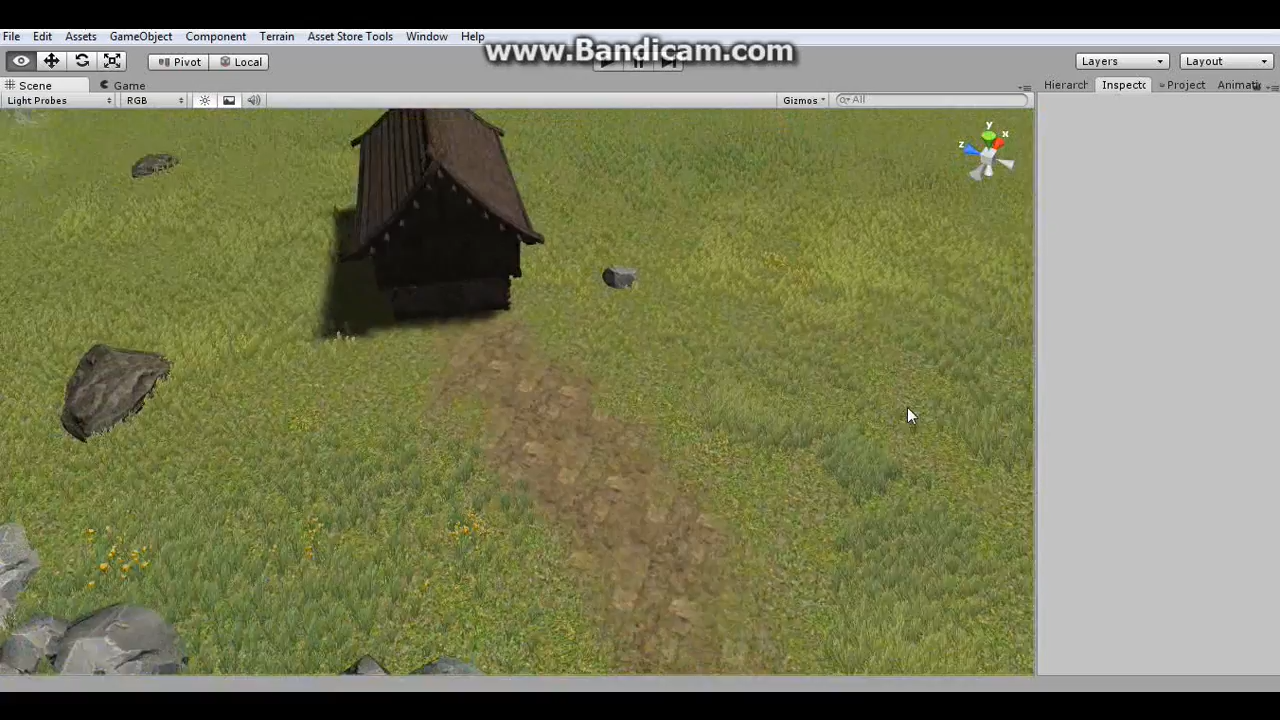 File Edit Assets GameObject Component Terrain Asset Store Tools Window Help
www.Bandicam.com
Pivot Local Layers Layout
Scene Game Hierarch Inspecto Project Animati
Light Probes RGB Gizmos All
y
x
z